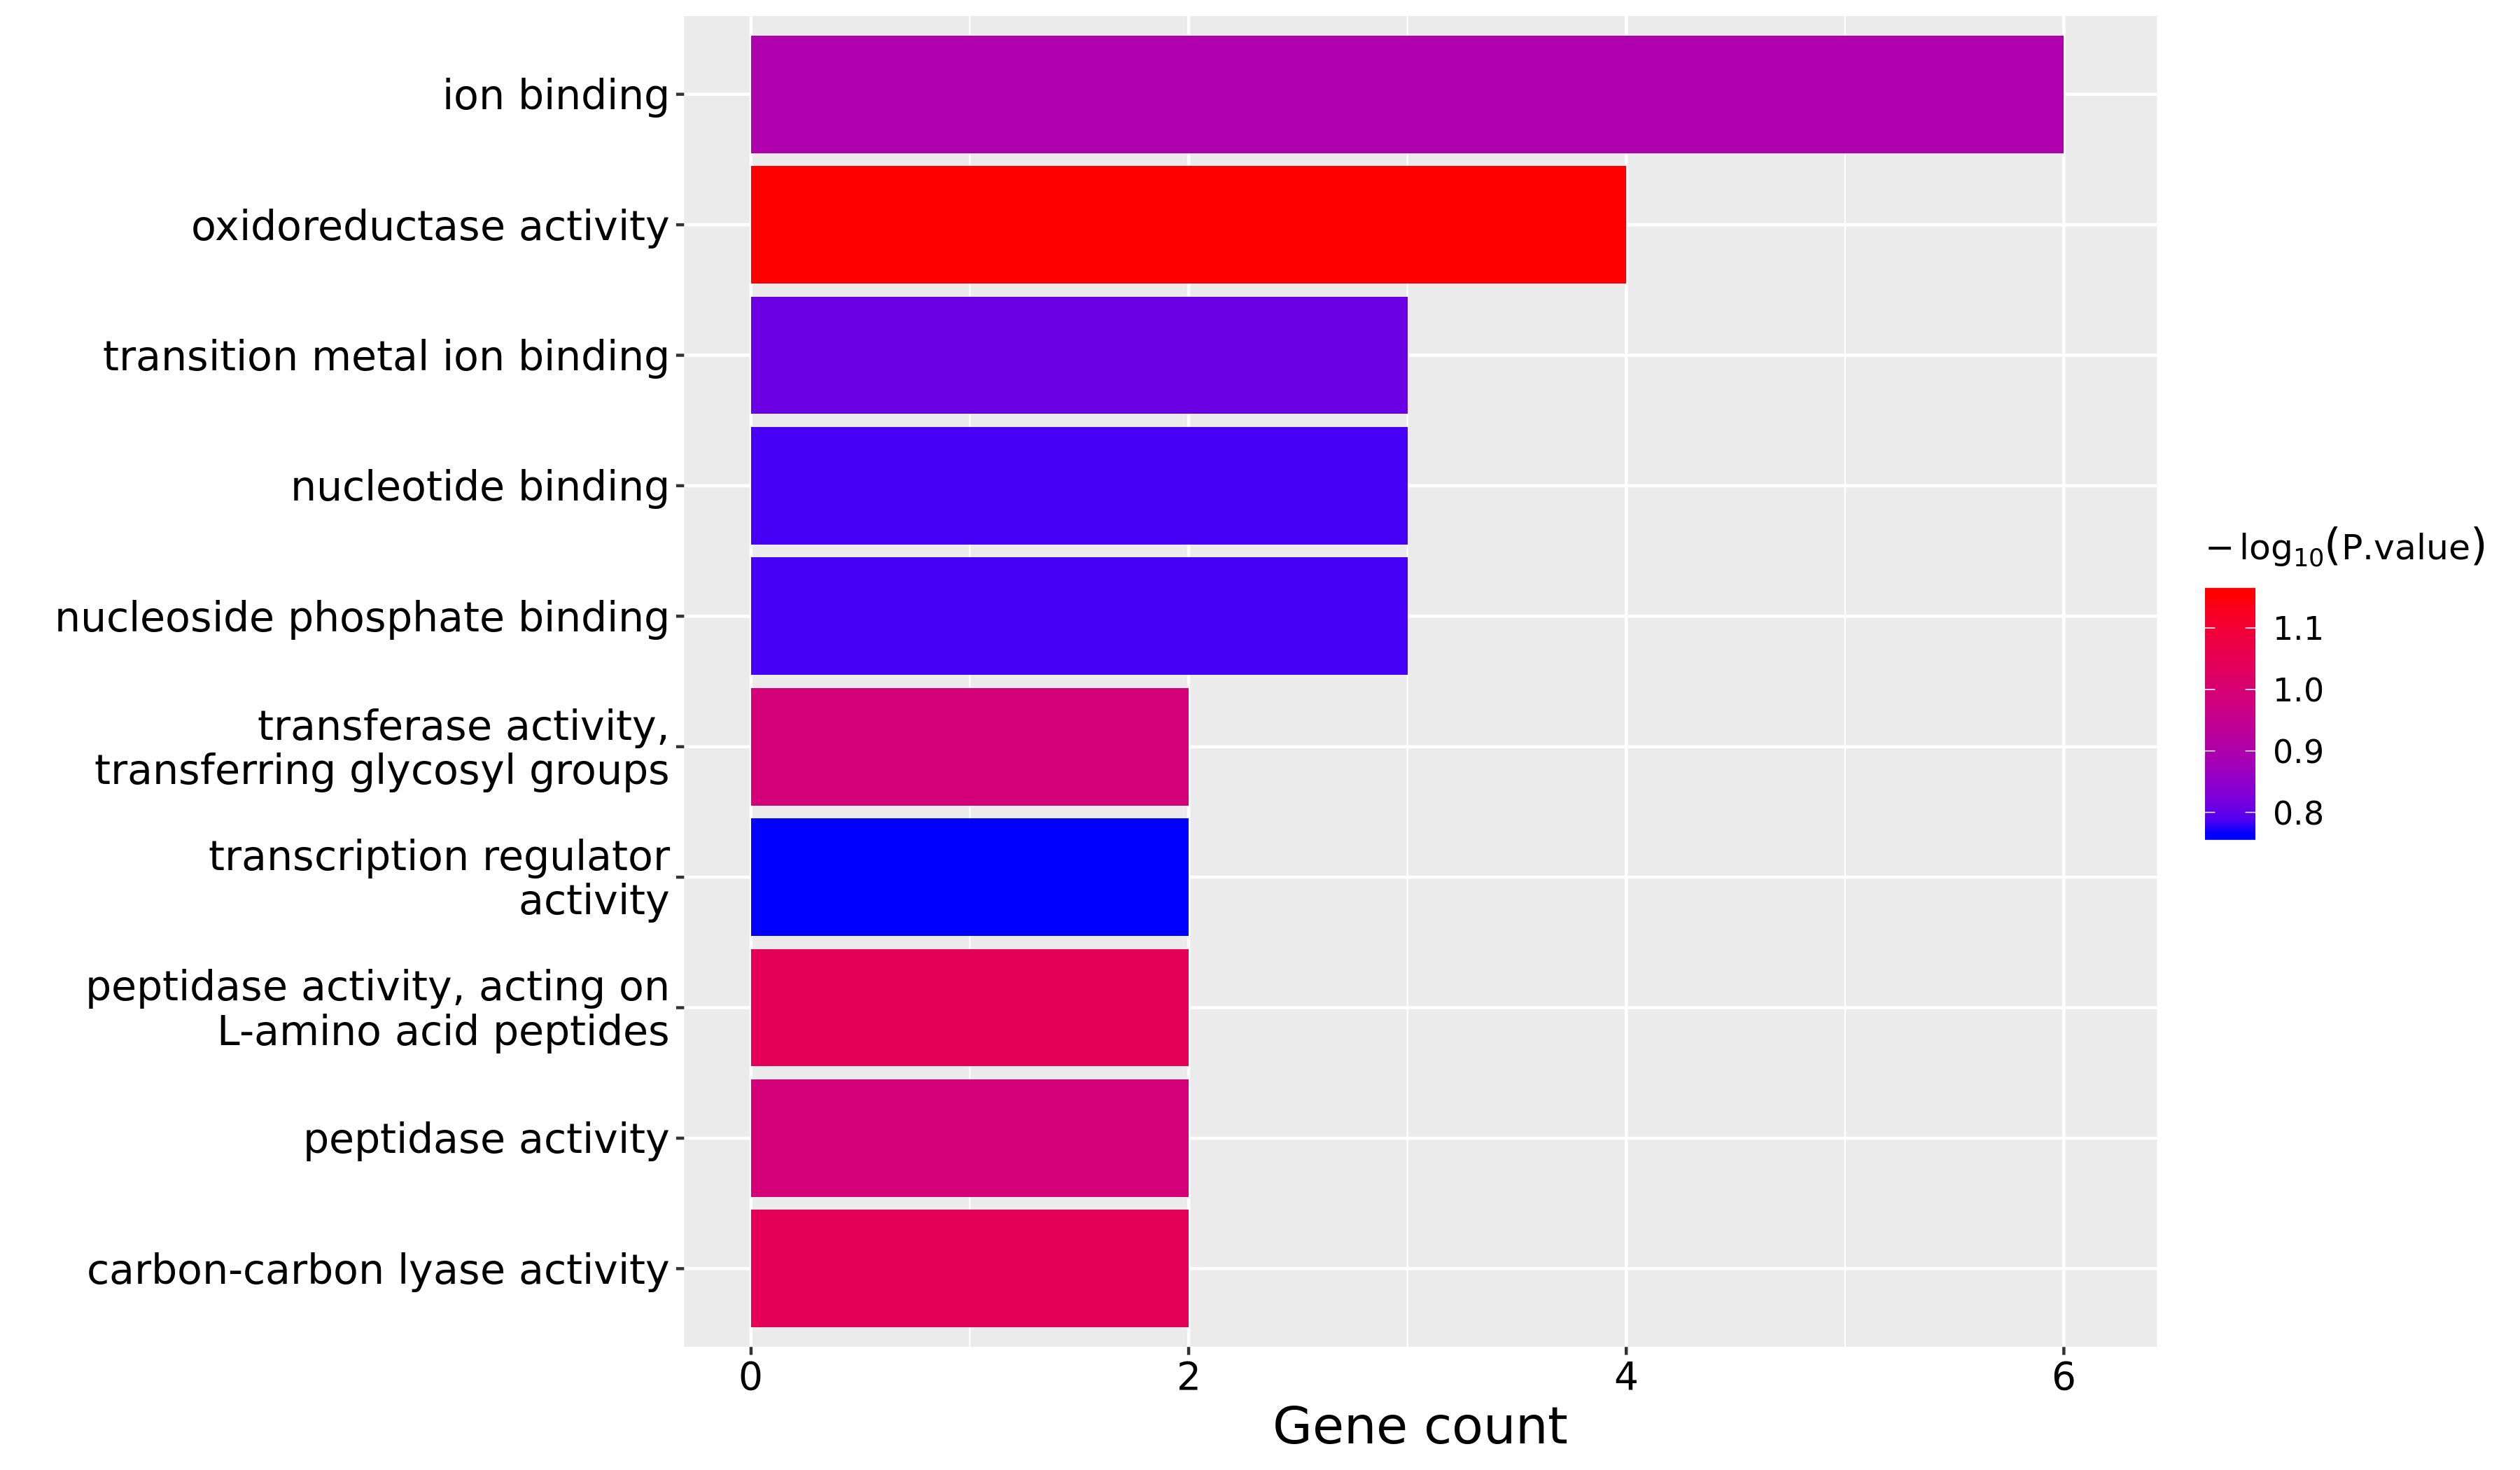 ion binding
oxidoreductase activity
transition metal ion binding
nucleotide binding
nucleoside phosphate binding
transferase activity,
transferring glycosyl groups
transcription regulator
activity
peptidase activity, acting on
L-amino acid peptides
peptidase activity
carbon-carbon lyase activity
0 2 4 6
Gene count
−log₁₀(P.value)
1.1
1.0
0.9
0.8